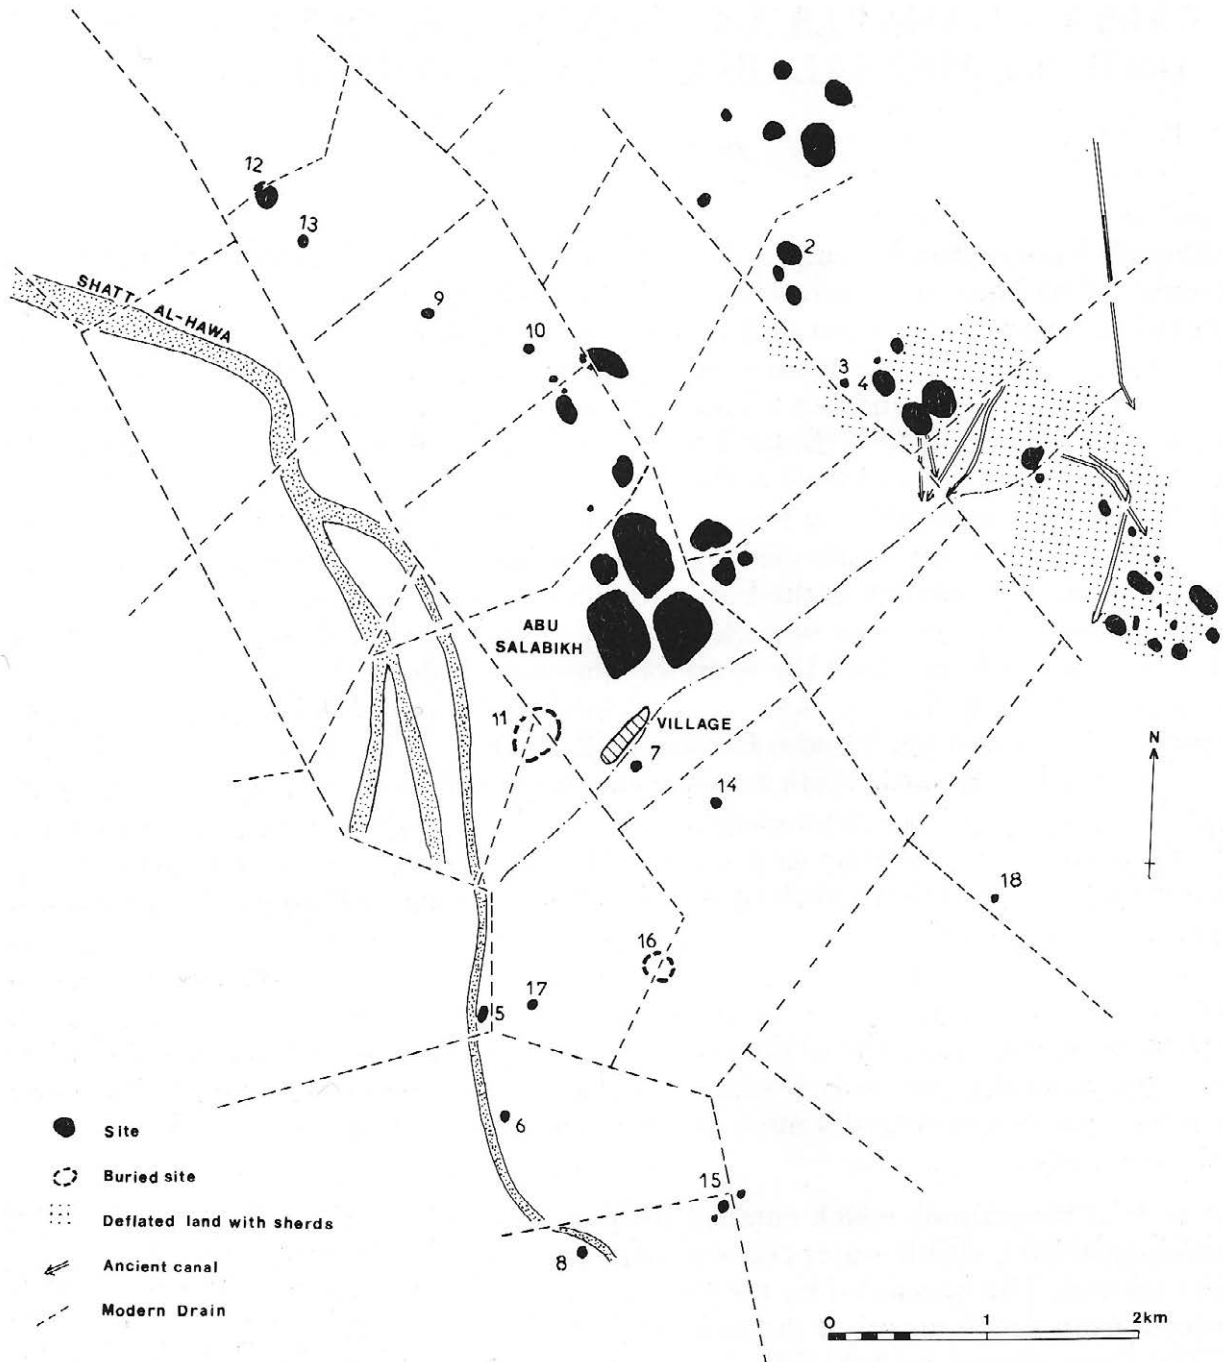 12
13
2
SHATT AL-HAWA
9
10
3
4
1
ABU
SALABIKH
11
VILLAGE
7
N
14
18
16
17
5
6
15
8
Site
Buried site
Deflated land with sherds
Ancient canal
Modern Drain
0 1 2km